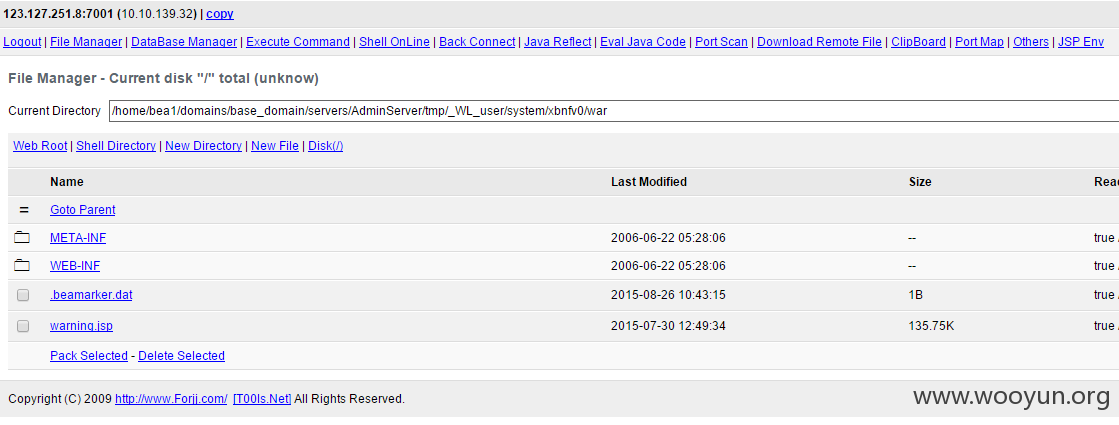 123.127.251.8:7001 (10.10.139.32) | copy
Logout | File Manager | DataBase Manager | Execute Command | Shell OnLine | Back Connect | Java Reflect | Eval Java Code | Port Scan | Download Remote File | ClipBoard | Port Map | Others | JSP Env
File Manager - Current disk "/" total (unknow)
Current Directory /home/bea1/domains/base_domain/servers/AdminServer/tmp/_WL_user/system/xbnfv0/war
Web Root | Shell Directory | New Directory | New File | Disk(/)
Name Last Modified Size Read
= Goto Parent
META-INF 2006-06-22 05:28:06 -- true /
WEB-INF 2006-06-22 05:28:06 -- true /
.beamarker.dat 2015-08-26 10:43:15 1B true /
warning.jsp 2015-07-30 12:49:34 135.75K true /
Pack Selected - Delete Selected
Copyright (C) 2009 http://www.Forjj.com/ [T00ls.Net] All Rights Reserved.
www.wooyun.org